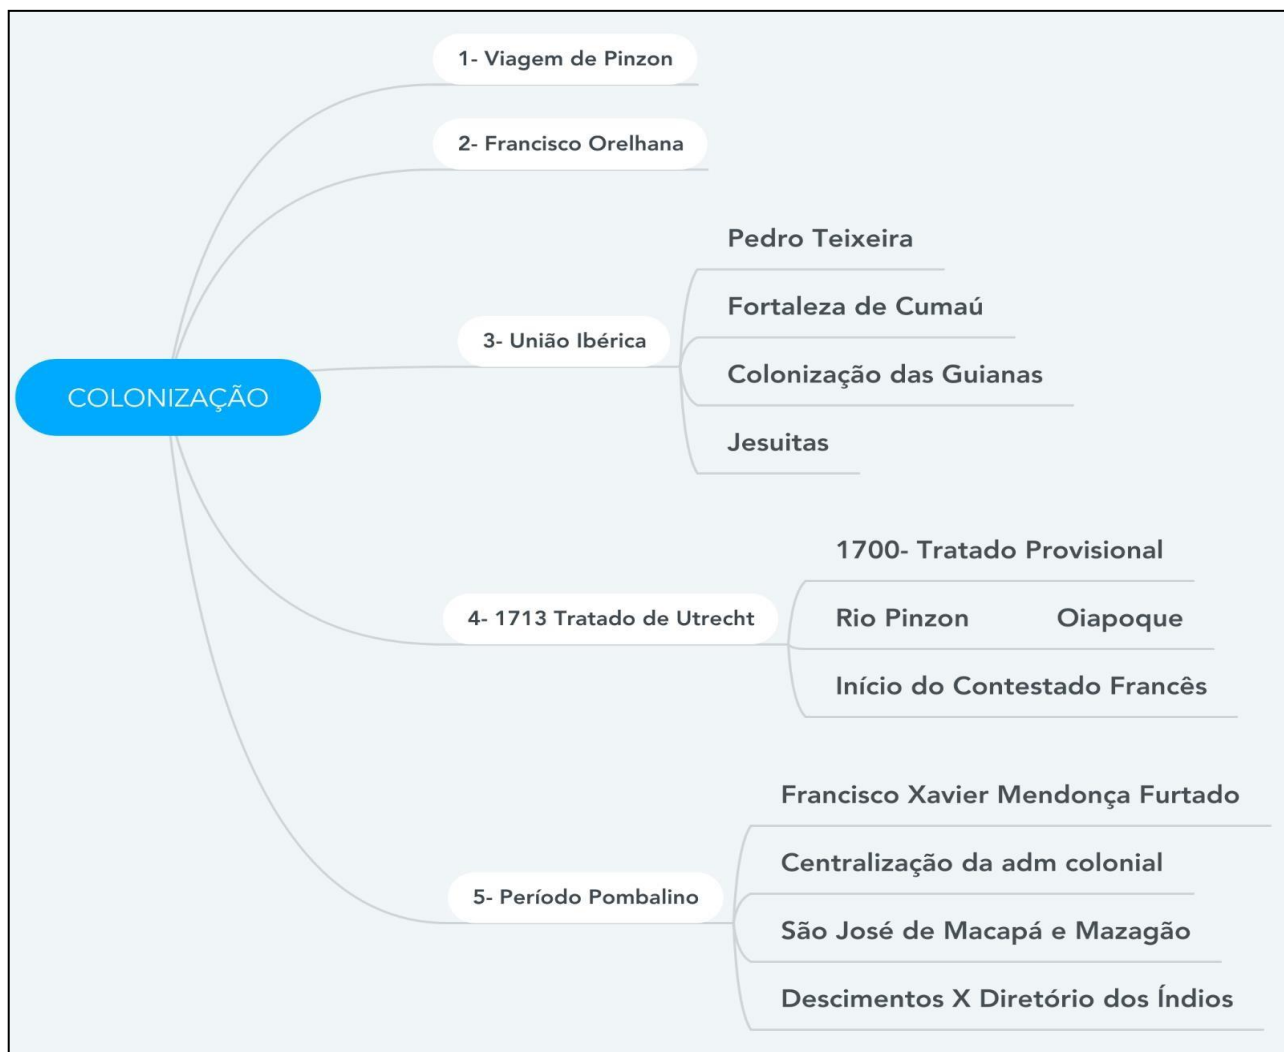 1- Viagem de Pinzon
2- Francisco Orelhana
Pedro Teixeira
Fortaleza de Cumaú
3- União Ibérica
Colonização das Guianas
COLONIZAÇÃO
Jesuitas
1700- Tratado Provisional
4- 1713 Tratado de Utrecht
Rio Pinzon Oiapoque
Início do Contestado Francês
Francisco Xavier Mendonça Furtado
Centralização da adm colonial
5- Período Pombalino
São José de Macapá e Mazagão
Descimentos X Diretório dos Índios